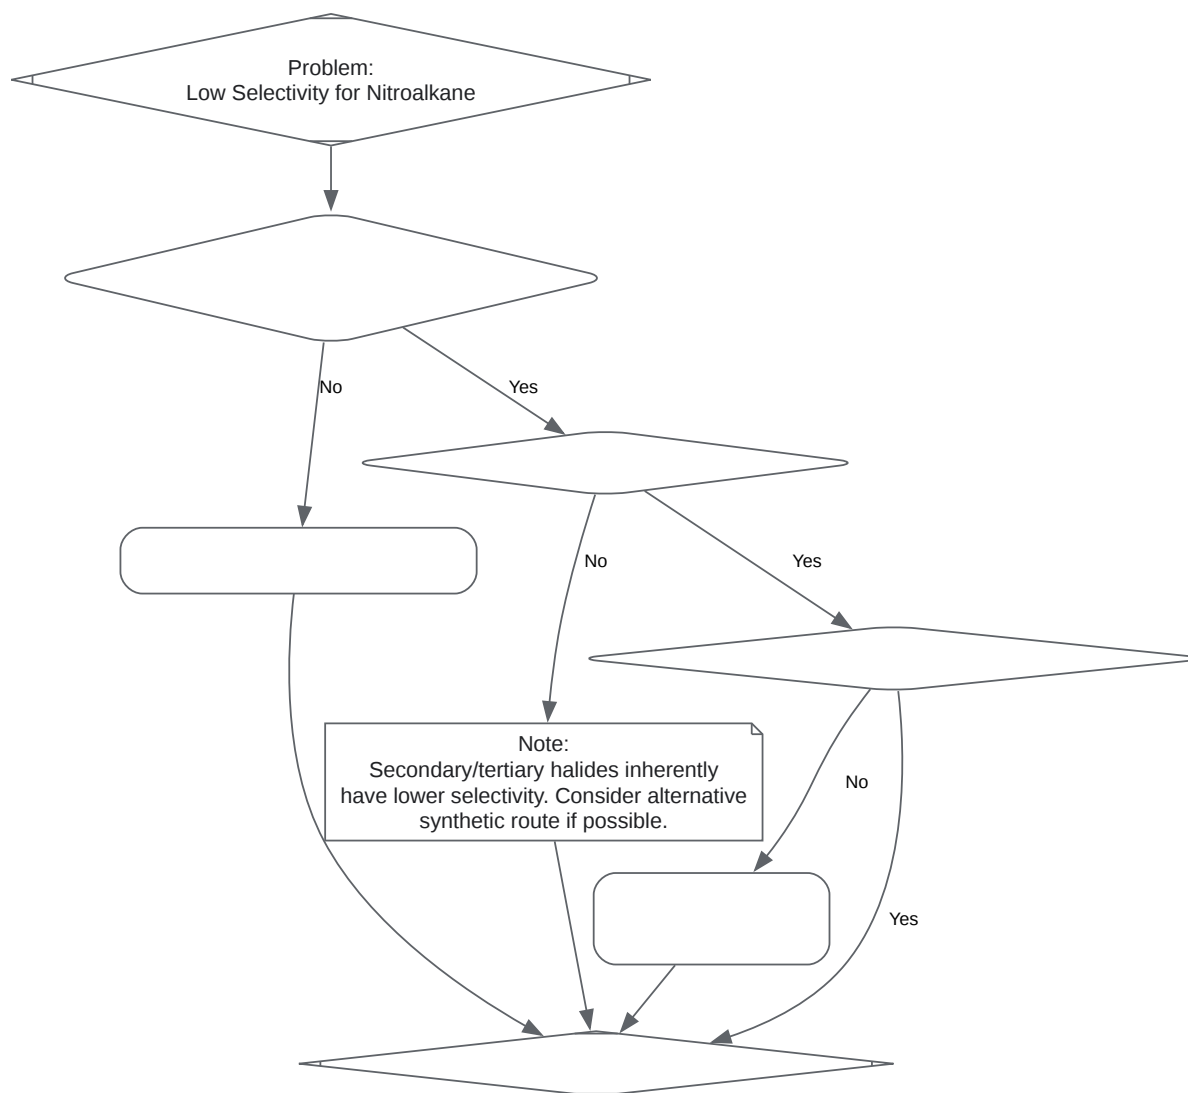 Problem:
Low Selectivity for Nitroalkane
No
Yes
No
Yes
Note:
Secondary/tertiary halides inherently
have lower selectivity. Consider alternative
synthetic route if possible.
No
Yes